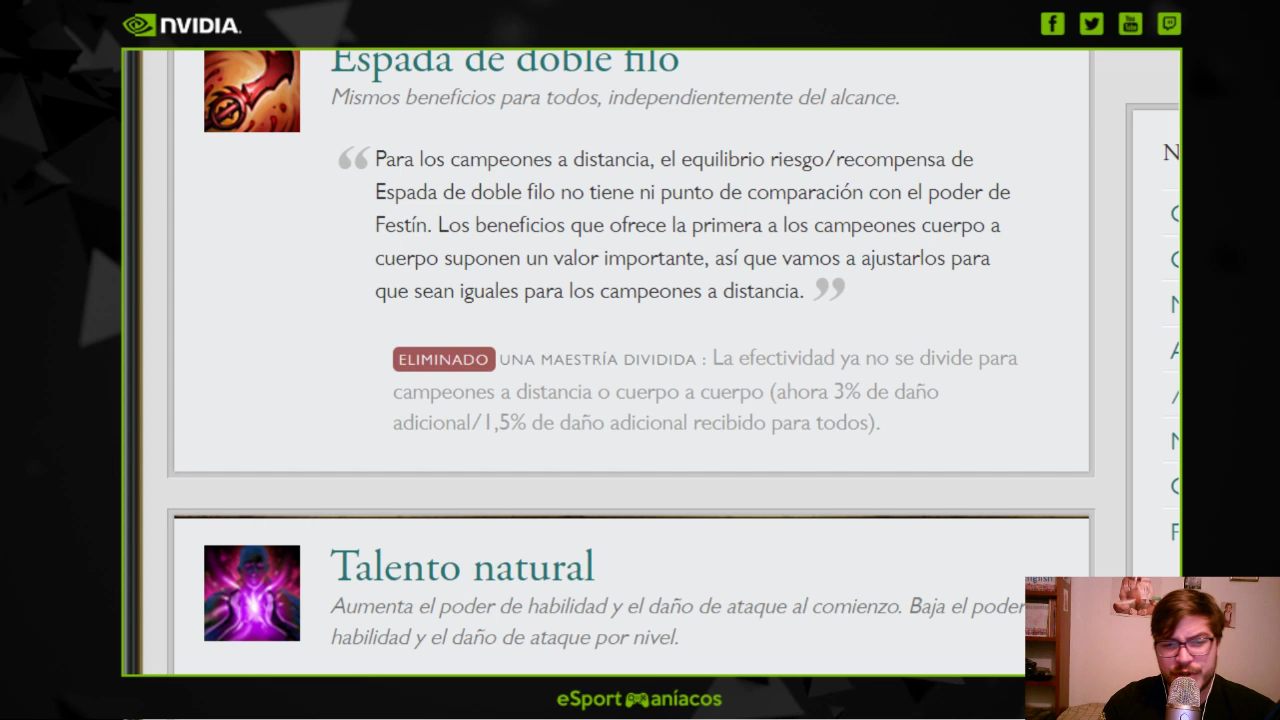 NVIDIA.
Espada de doble filo
Mismos beneficios para todos, independientemente del alcance.
Para los campeones a distancia, el equilibrio riesgo/recompensa de
Espada de doble filo no tiene ni punto de comparación con el poder de
Festín. Los beneficios que ofrece la primera a los campeones cuerpo a
cuerpo suponen un valor importante, así que vamos a ajustarlos para
que sean iguales para los campeones a distancia.
ELIMINADO UNA MAESTRÍA DIVIDIDA : La efectividad ya no se divide para
campeones a distancia o cuerpo a cuerpo (ahora 3% de daño
adicional/1,5% de daño adicional recibido para todos).
Talento natural
Aumenta el poder de habilidad y el daño de ataque al comienzo. Baja el poder
habilidad y el daño de ataque por nivel.
eSportmaníacos